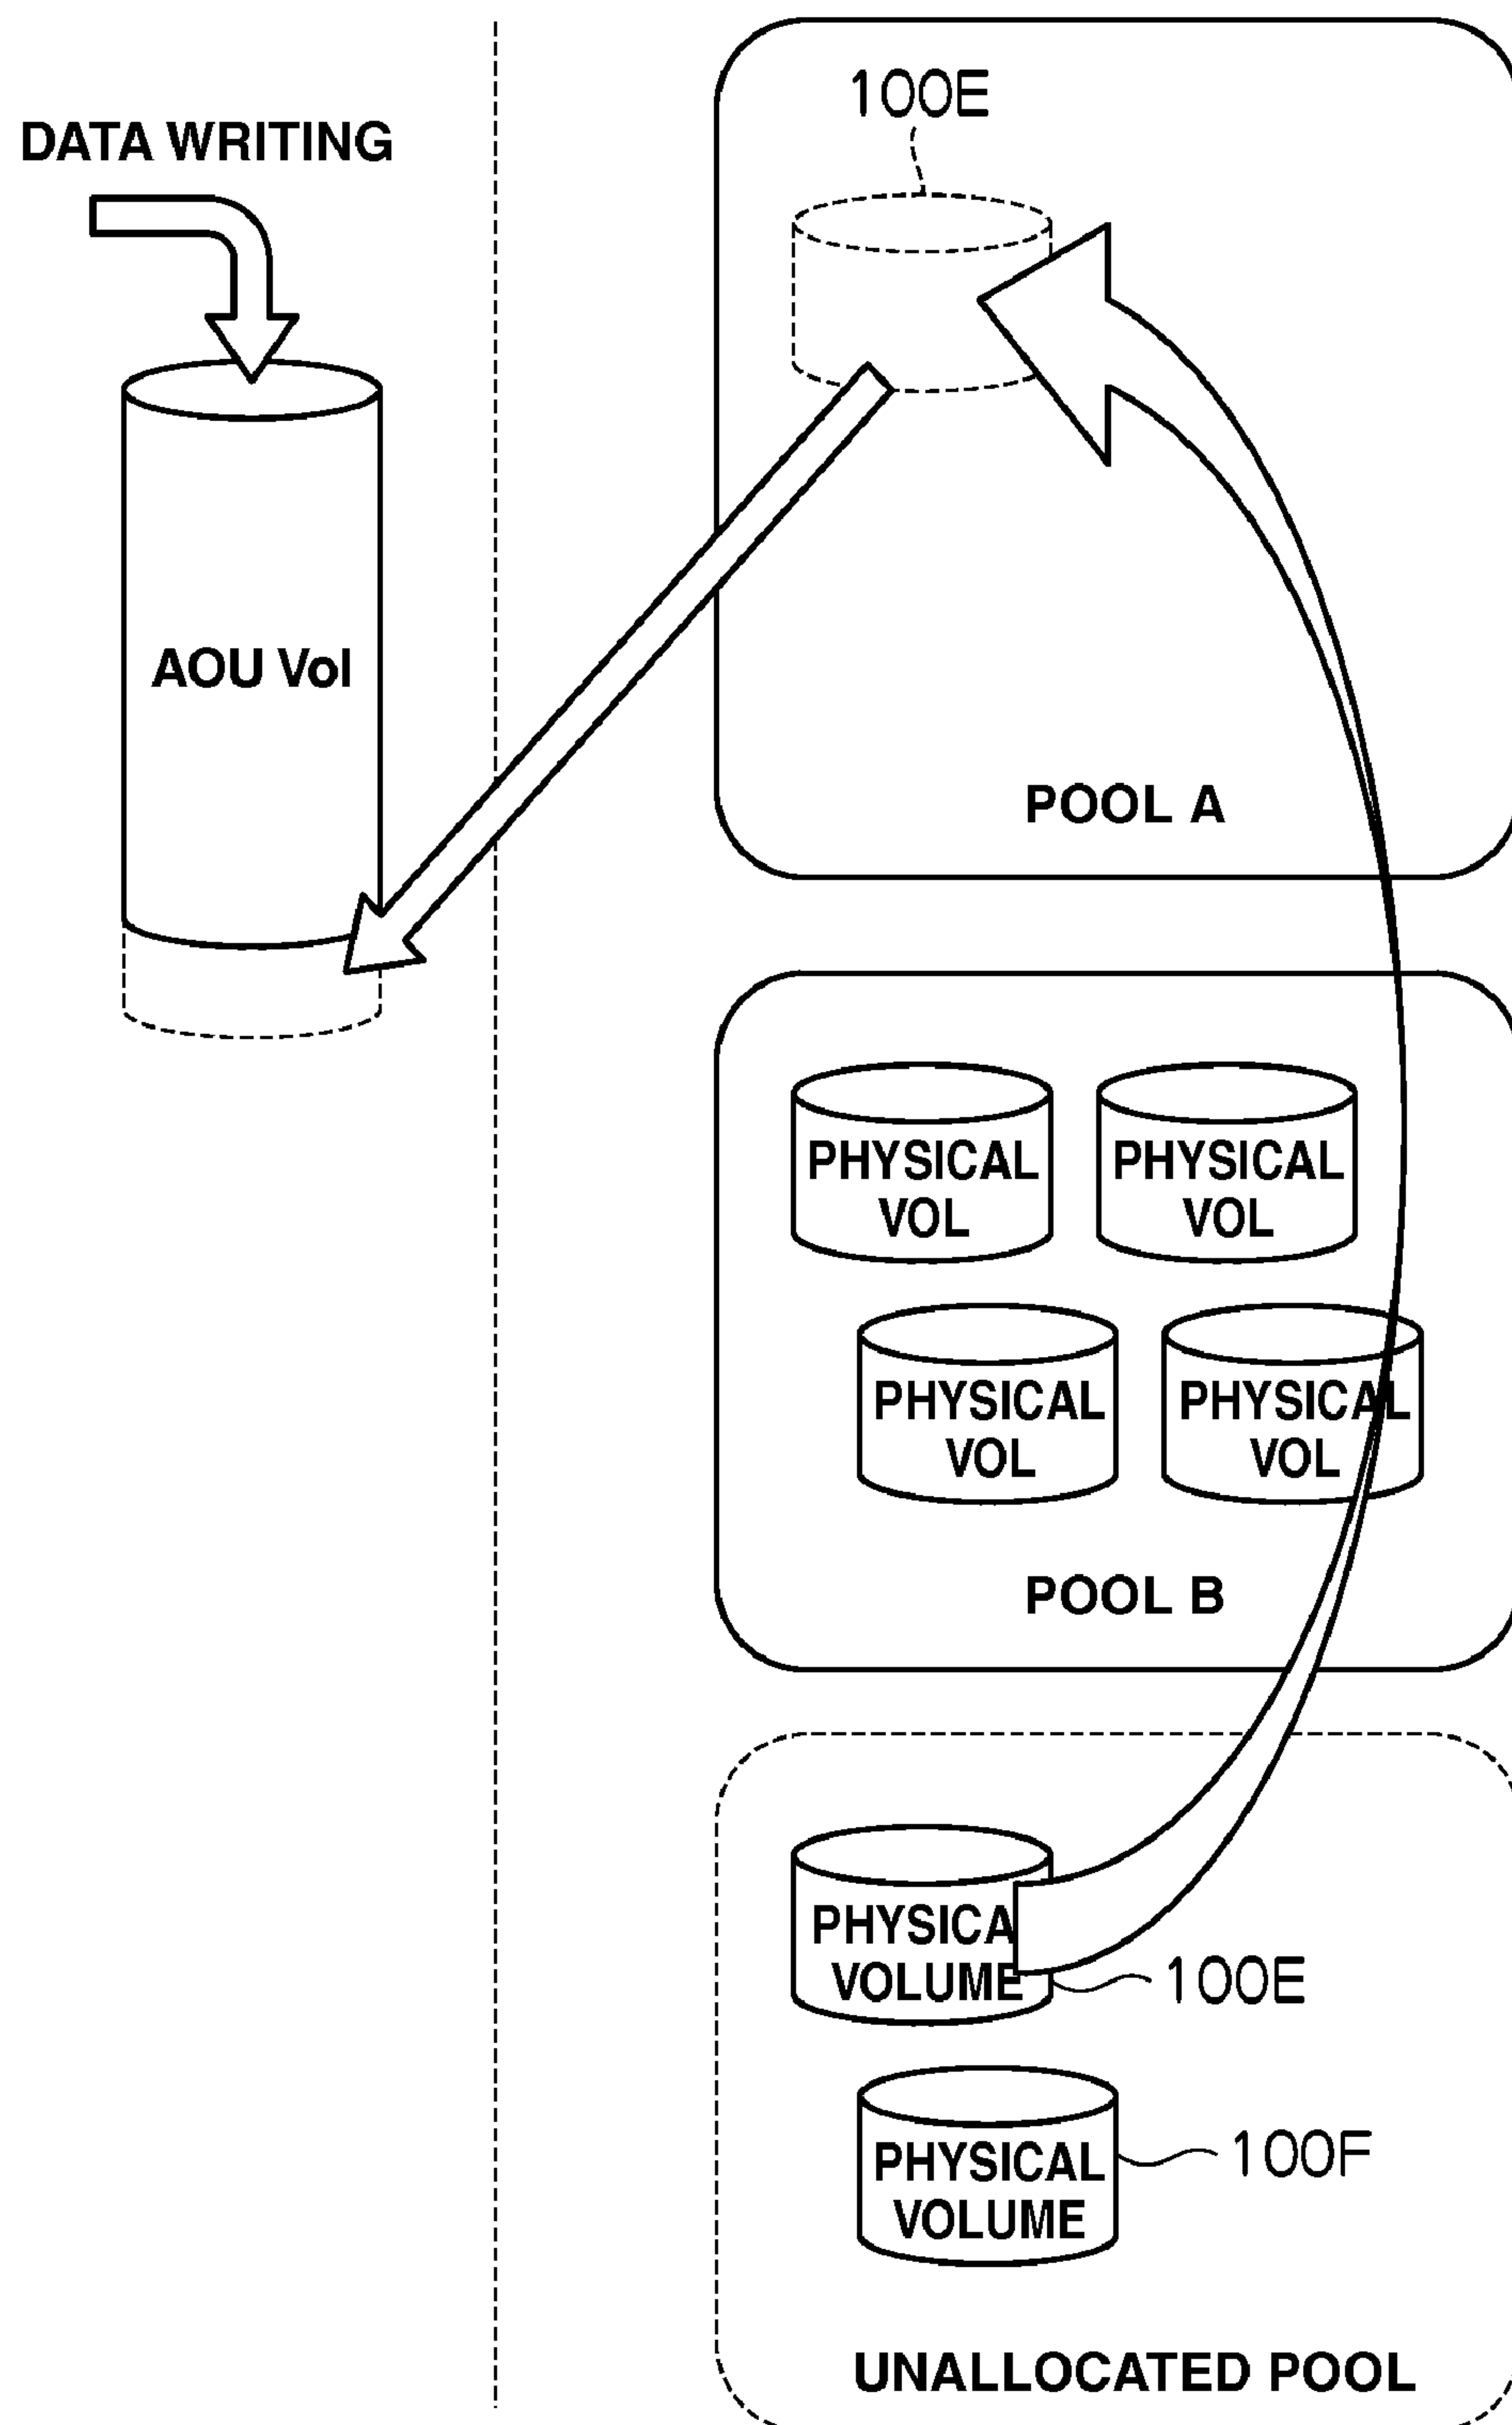 100E
DATA WRITING
AOU Vol
POOL A
PHYSICAL
VOL
PHYSICAL
VOL
PHYSICAL
VOL
PHYSICAL
VOL
POOL B
PHYSICA
VOLUME
100E
PHYSICAL
VOLUME
100F
UNALLOCATED POOL